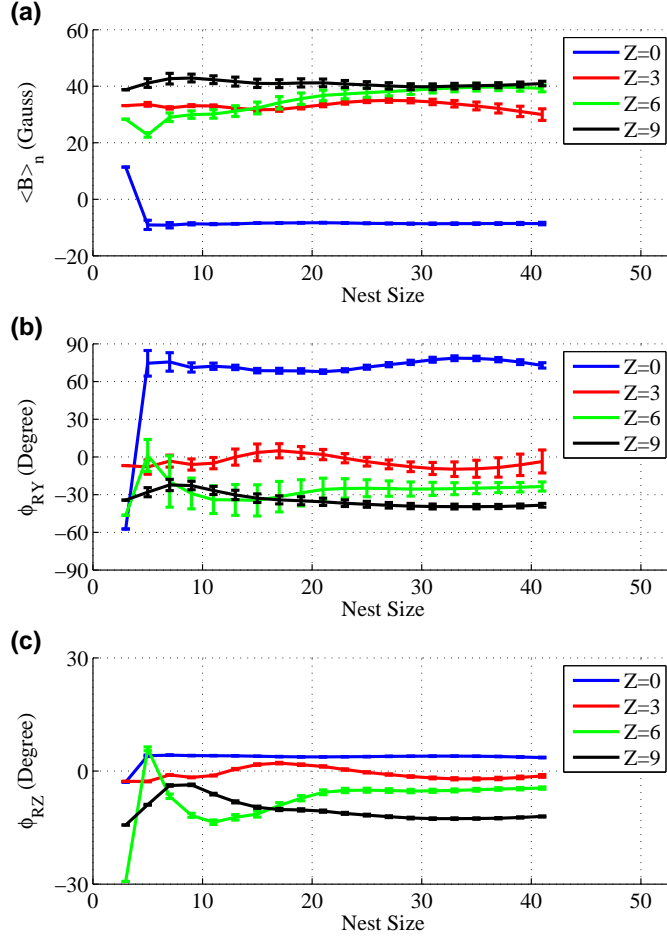 (a)
60
40
20
0
−20
<B>n (Gauss)
0 10 20 30 40 50
Nest Size
Z=0
Z=3
Z=6
Z=9
(b)
90
60
30
0
−30
−60
−90
ϕRY (Degree)
0 10 20 30 40 50
Nest Size
Z=0
Z=3
Z=6
Z=9
(c)
30
0
−30
ϕRZ (Degree)
0 10 20 30 40 50
Nest Size
Z=0
Z=3
Z=6
Z=9